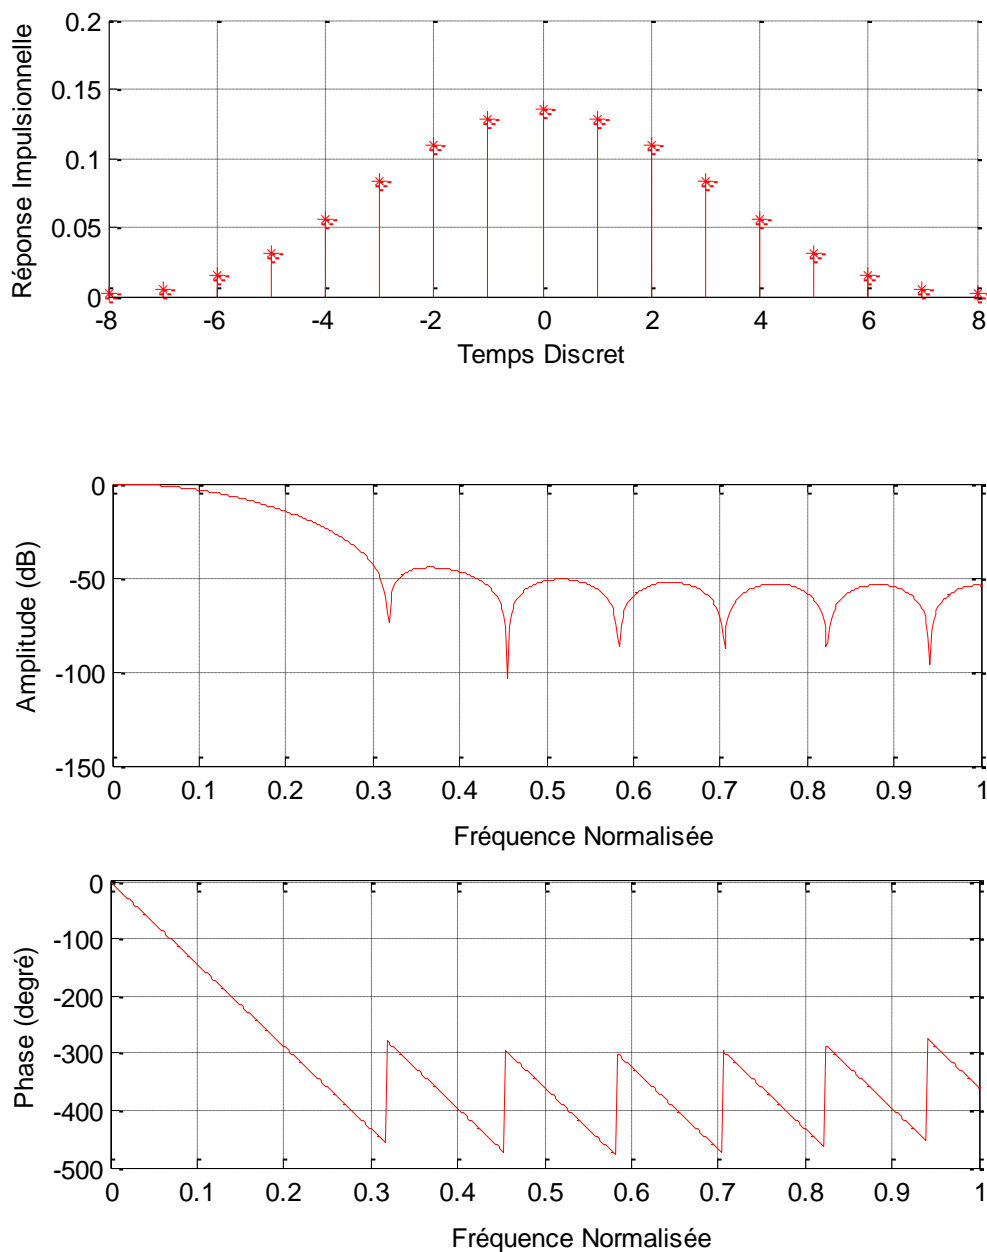 Réponse Impulsionnelle
0.2
0.15
0.1
0.05
0
-8 -6 -4 -2 0 2 4 6 8
Temps Discret
Amplitude (dB)
0
-50
-100
-150
0 0.1 0.2 0.3 0.4 0.5 0.6 0.7 0.8 0.9 1
Fréquence Normalisée
Phase (degré)
0
-100
-200
-300
-400
-500
0 0.1 0.2 0.3 0.4 0.5 0.6 0.7 0.8 0.9 1
Fréquence Normalisée